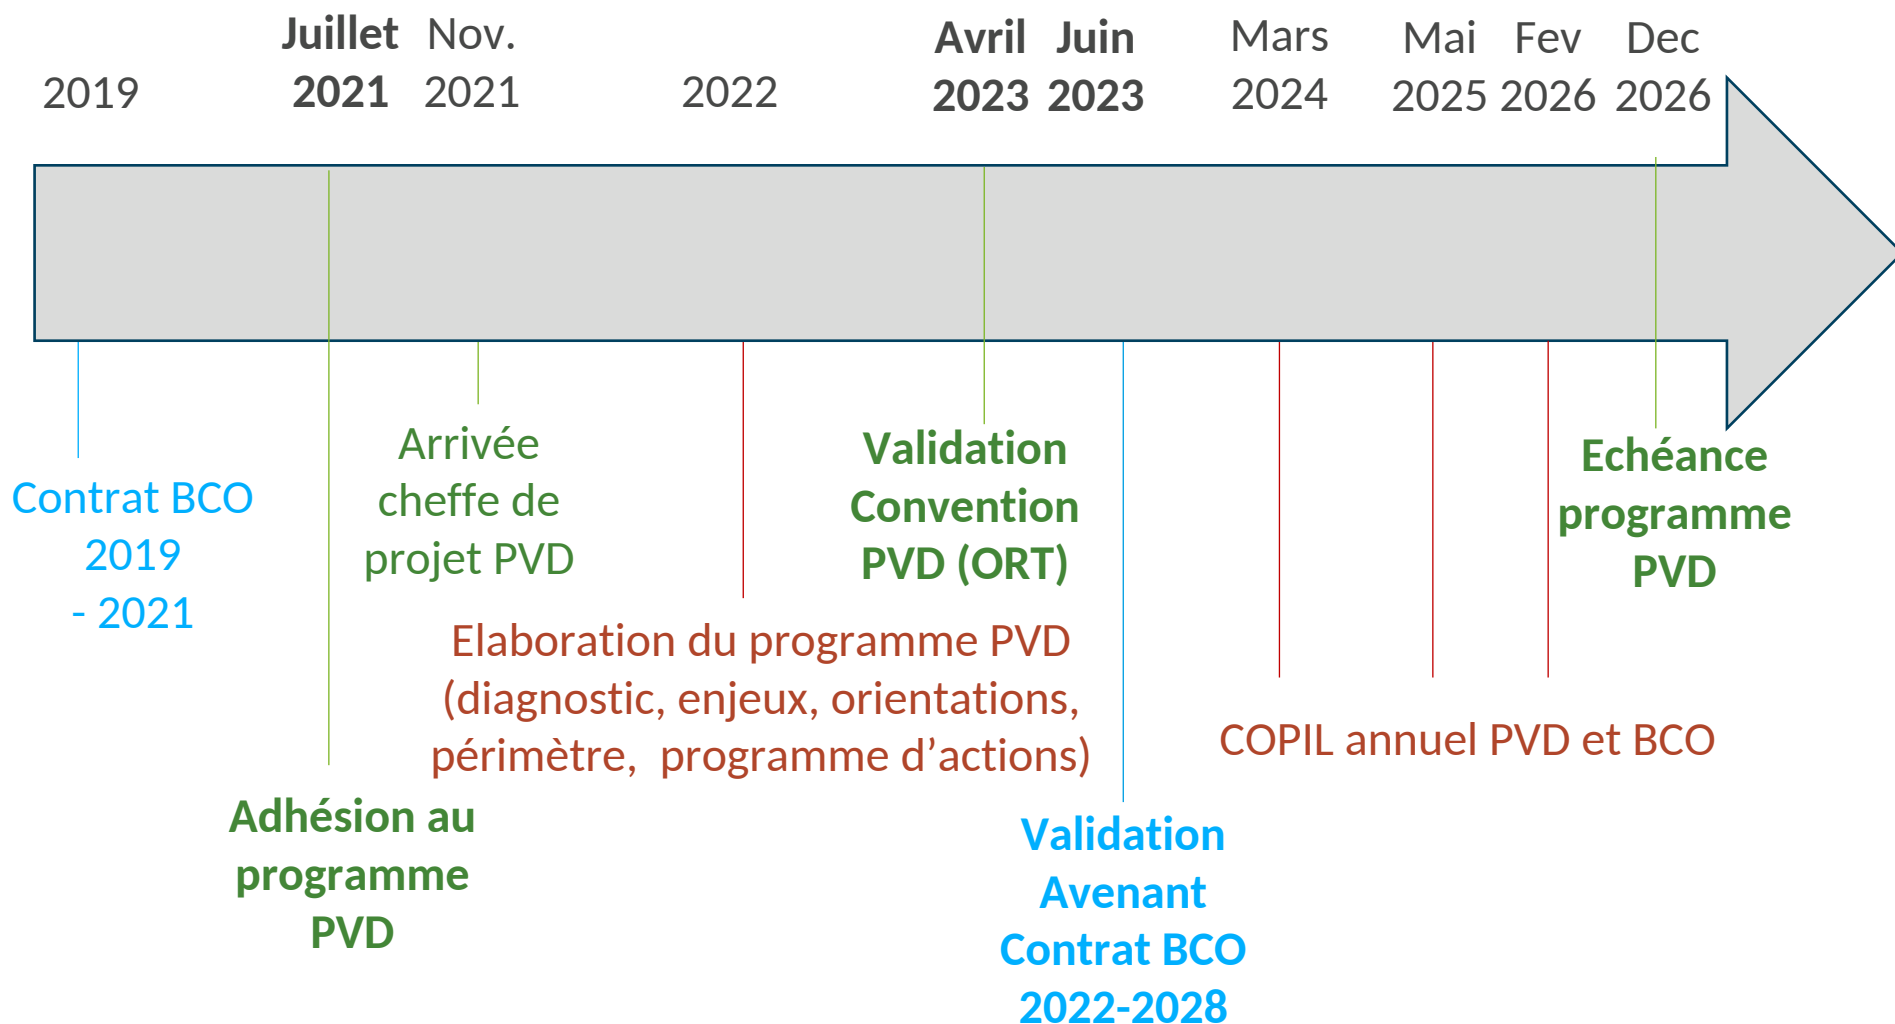 2019
Juillet
2021
Nov.
2021
2022
Avril
2023
Juin
2023
Mars
2024
Mai
2025
Fev
2026
Dec
2026
Contrat BCO
2019
- 2021
Adhésion au
programme
PVD
Arrivée
cheffe de
projet PVD
Elaboration du programme PVD
(diagnostic, enjeux, orientations,
périmètre,  programme d’actions)
Validation
Convention
PVD (ORT)
Validation
Avenant
Contrat BCO
2022-2028
COPIL annuel PVD et BCO
Echéance
programme
PVD